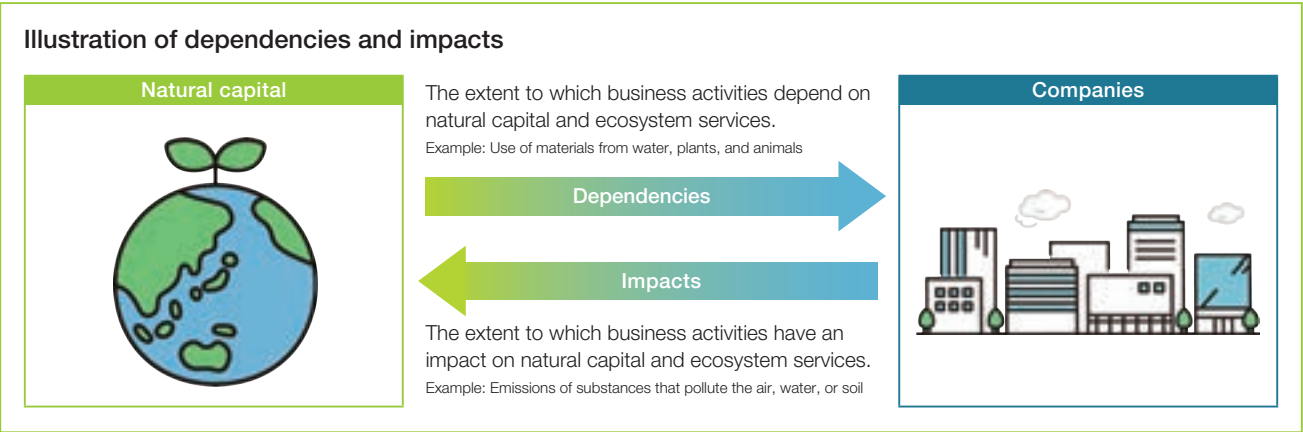 Illustration of dependencies and impacts
Natural capital
The extent to which business activities depend on
natural capital and ecosystem services.
Example: Use of materials from water, plants, and animals
Dependencies
Impacts
The extent to which business activities have an
impact on natural capital and ecosystem services.
Example: Emissions of substances that pollute the air, water, or soil
Companies